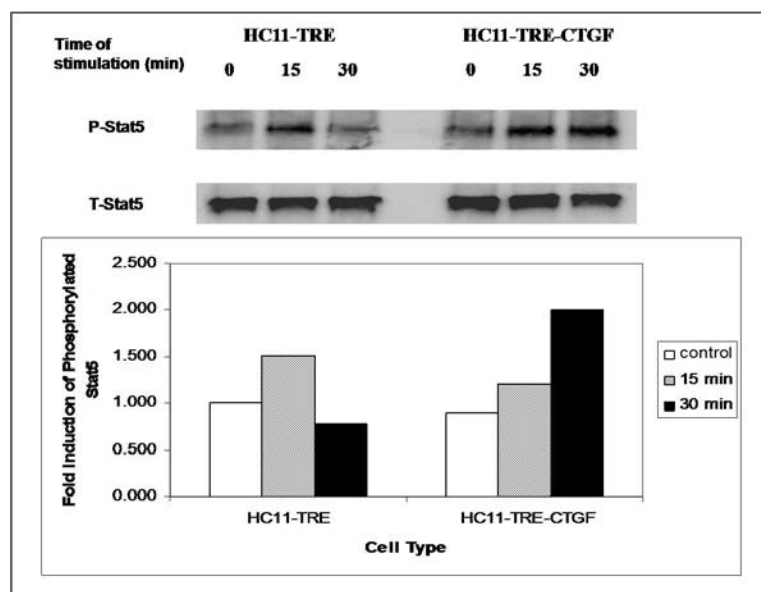 HC11-TRE HC11-TRE-CTGF
Time of
stimulation (min) 0 15 30 0 15 30
P-Stat5
T-Stat5
Fold Induction of Phosphorylated
Stat5
2.500
2.000
1.500
1.000
0.500
0.000
HC11-TRE HC11-TRE-CTGF
Cell Type
control
15 min
30 min